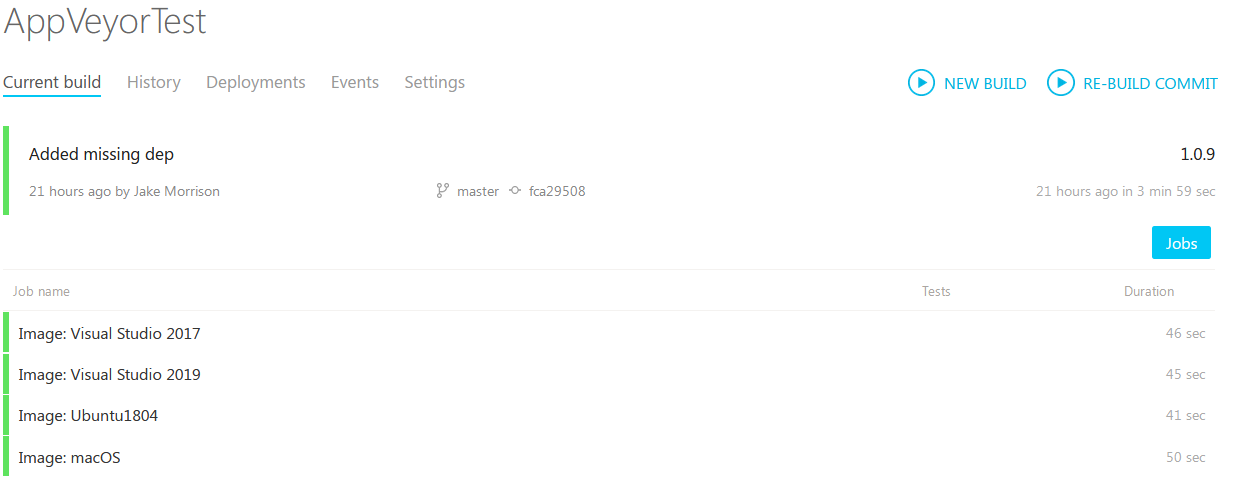 AppVeyorTest
Current build History Deployments Events Settings NEW BUILD RE-BUILD COMMIT
Added missing dep 1.0.9
21 hours ago by Jake Morrison master fca29508 21 hours ago in 3 min 59 sec
Jobs
Job name Tests Duration
Image: Visual Studio 2017 46 sec
Image: Visual Studio 2019 45 sec
Image: Ubuntu1804 41 sec
Image: macOS 50 sec